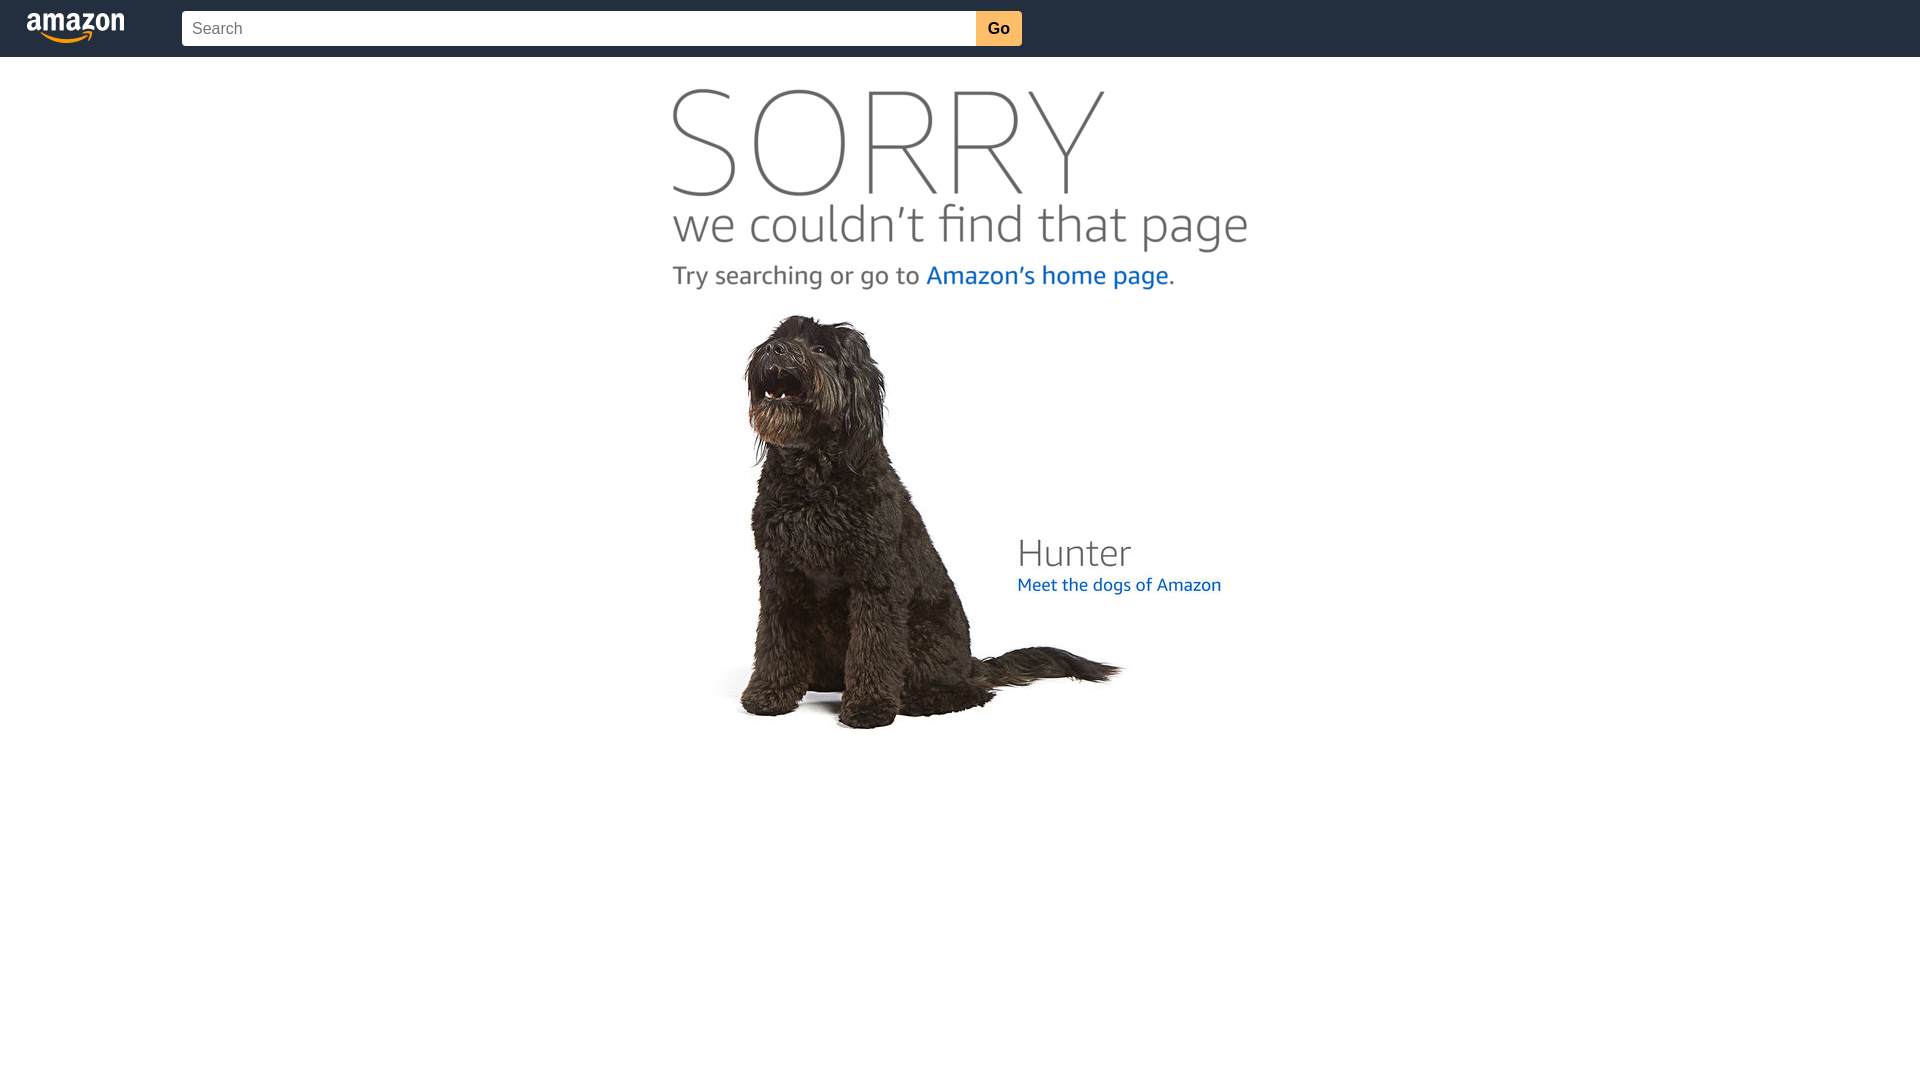 amazon
Search
Go
SORRY
we couldn't find that page
Try searching or go to Amazon's home page.
Hunter
Meet the dogs of Amazon